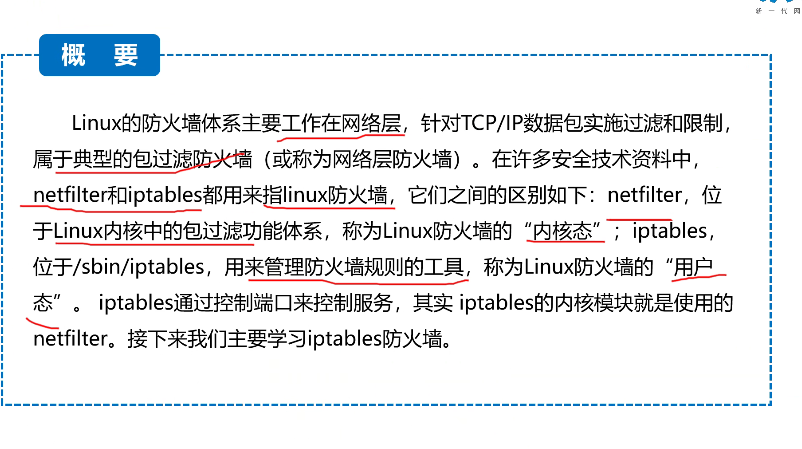 新一代网
概 要
Linux的防火墙体系主要工作在网络层，针对TCP/IP数据包实施过滤和限制，
属于典型的包过滤防火墙（或称为网络层防火墙）。在许多安全技术资料中，
netfilter和iptables都用来指linux防火墙，它们之间的区别如下：netfilter，位
于Linux内核中的包过滤功能体系，称为Linux防火墙的“内核态”；iptables，
位于/sbin/iptables，用来管理防火墙规则的工具，称为Linux防火墙的“用户
态”。 iptables通过控制端口来控制服务，其实 iptables的内核模块就是使用的
netfilter。接下来我们主要学习iptables防火墙。